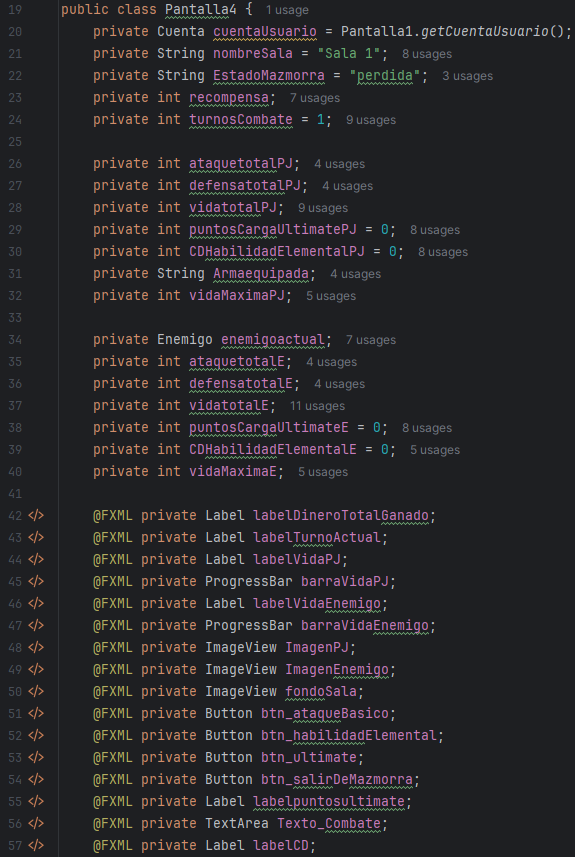 19 public class Pantalla4 { 1 usage
20 private Cuenta cuentaUsuario = Pantalla1.getCuentaUsuario();
21 private String nombreSala = "Sala 1"; 8 usages
22 private String EstadoMazmorra = "perdida"; 3 usages
23 private int recompensa; 7 usages
24 private int turnosCombate = 1; 9 usages
25
26 private int ataquetotalPJ; 4 usages
27 private int defensatotalPJ; 4 usages
28 private int vidatotalPJ; 9 usages
29 private int puntosCargaUltimatePJ = 0; 8 usages
30 private int CDHabilidadElementalPJ = 0; 8 usages
31 private String Armaequipada; 4 usages
32 private int vidaMaximaPJ; 5 usages
33
34 private Enemigo enemigoactual; 7 usages
35 private int ataquetotalE; 4 usages
36 private int defensatotalE; 4 usages
37 private int vidatotalE; 11 usages
38 private int puntosCargaUltimateE = 0; 8 usages
39 private int CDHabilidadElementalE = 0; 5 usages
40 private int vidaMaximaE; 5 usages
41
42 </> @FXML private Label labelDineroTotalGanado;
43 </> @FXML private Label labelTurnoActual;
44 </> @FXML private Label labelVidaPJ;
45 </> @FXML private ProgressBar barraVidaPJ;
46 </> @FXML private Label labelVidaEnemigo;
47 </> @FXML private ProgressBar barraVidaEnemigo;
48 </> @FXML private ImageView ImagenPJ;
49 </> @FXML private ImageView ImagenEnemigo;
50 </> @FXML private ImageView fondoSala;
51 </> @FXML private Button btn_ataqueBasico;
52 </> @FXML private Button btn_habilidadElemental;
53 </> @FXML private Button btn_ultimate;
54 </> @FXML private Button btn_salirDeMazmorra;
55 </> @FXML private Label labelpuntosultimate;
56 </> @FXML private TextArea Texto_Combate;
57 </> @FXML private Label labelCD;